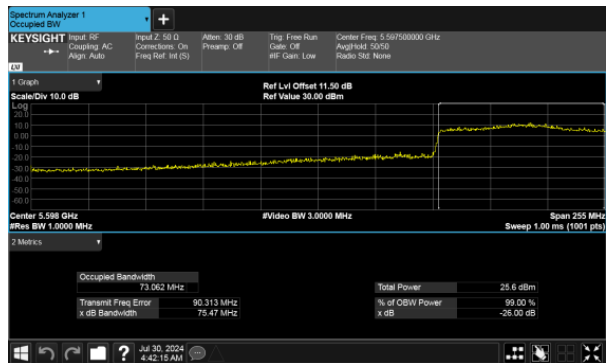 Spectrum Analyzer 1
Occupied BW
+
KEYSIGHT Input: RF Input Z: 50 Ω Atten: 30 dB Trig: Free Run Center Freq: 5.597500000 GHz
Coupling: AC Corrections: On Preamp: Off Gate: Off Avg|Hold: 50/50
Align: Auto Freq Ref: Int (S) #IF Gain: Low Radio Std: None
LXI
1 Graph
Scale/Div 10.0 dB
Ref Lvl Offset 11.50 dB
Ref Value 30.00 dBm
Log
20.0
10.0
0.00
-10.0
-20.0
-30.0
-40.0
-50.0
-60.0
Center 5.598 GHz #Video BW 3.0000 MHz Span 255 MHz
#Res BW 1.0000 MHz Sweep 1.00 ms (1001 pts)
2 Metrics
Occupied Bandwidth
73.062 MHz Total Power 25.6 dBm
Transmit Freq Error 90.313 MHz % of OBW Power 99.00 %
x dB Bandwidth 75.47 MHz x dB -26.00 dB
? Jul 30, 2024
4:42:15 AM